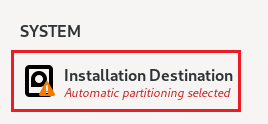 SYSTEM
Installation Destination
Automatic partitioning selected